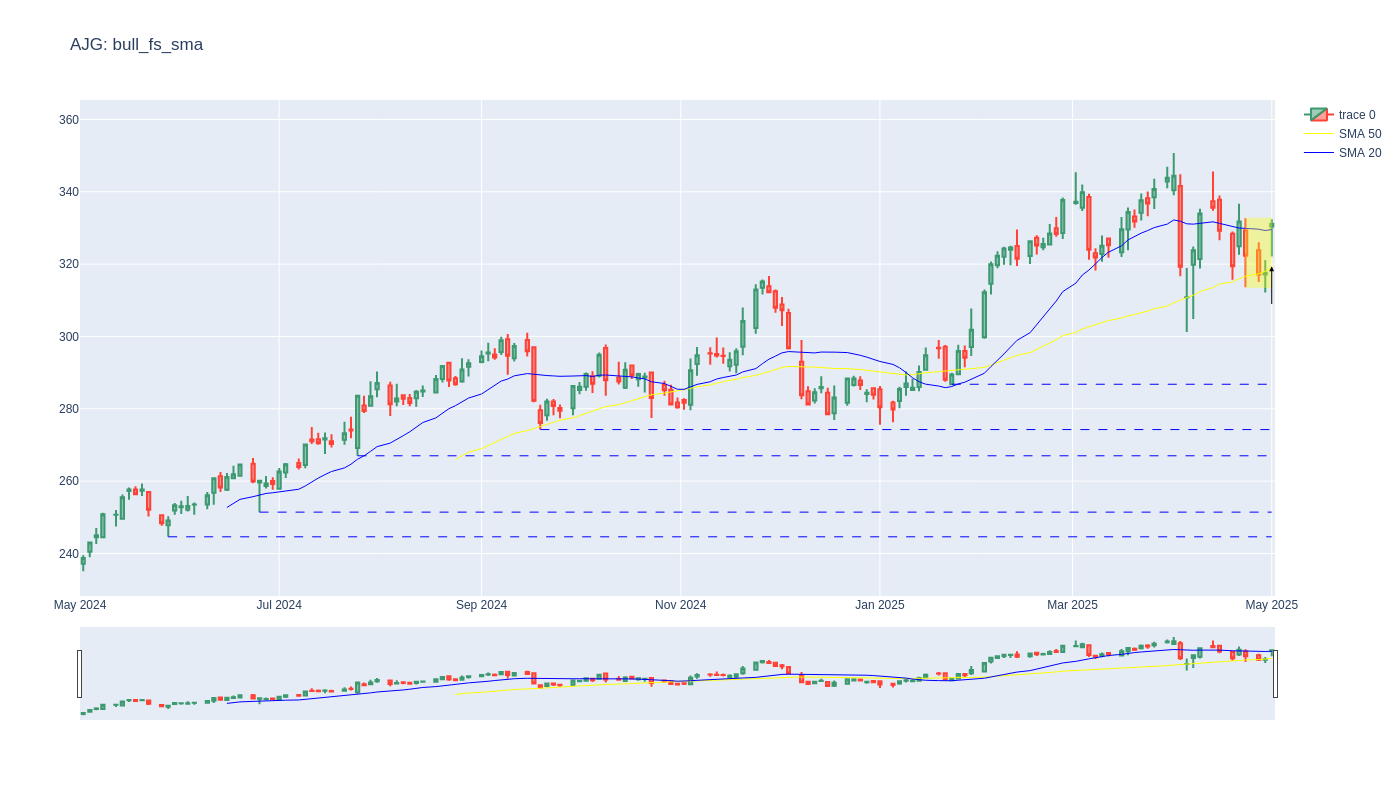 AJG: bull_fs_sma
trace 0
SMA 50
SMA 20
360
340
320
300
280
260
240
May 2024
Jul 2024
Sep 2024
Nov 2024
Jan 2025
Mar 2025
May 2025